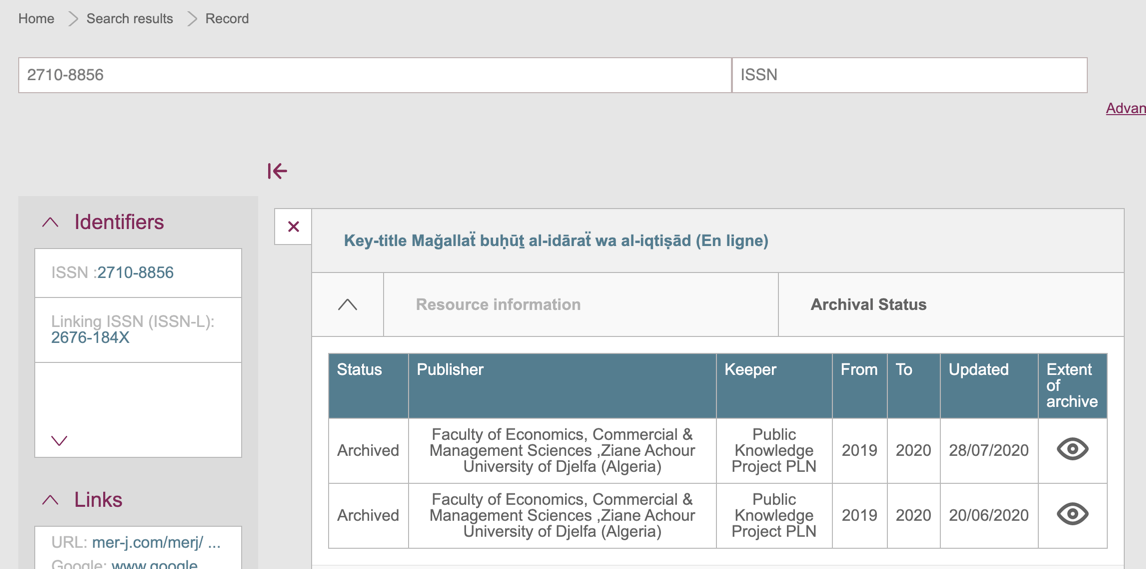 Home Search results Record
2710-8856 ISSN
Advan
Identifiers
ISSN :2710-8856
Linking ISSN (ISSN-L):
2676-184X
Links
URL: mer-j.com/merj/ ...
Google: www.google
Key-title Maǧallaẗ buḥūṯ al-idāraẗ wa al-iqtiṣād (En ligne)
Resource information Archival Status
Status Publisher Keeper From To Updated Extent
of
archive
Archived Faculty of Economics, Commercial & Management Sciences ,Ziane Achour University of Djelfa (Algeria) Public Knowledge Project PLN 2019 2020 28/07/2020
Archived Faculty of Economics, Commercial & Management Sciences ,Ziane Achour University of Djelfa (Algeria) Public Knowledge Project PLN 2019 2020 20/06/2020